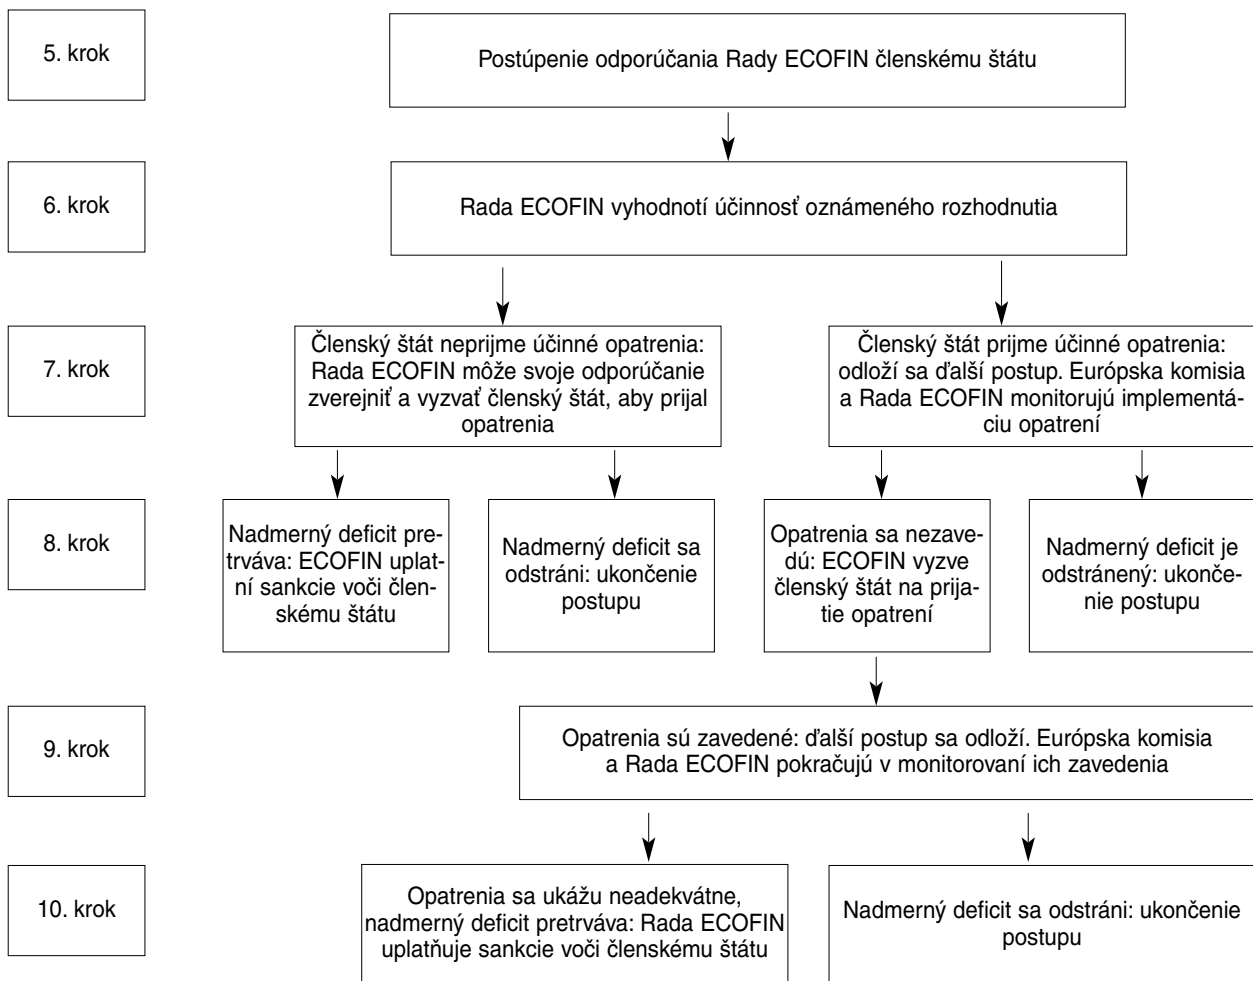 5. krok
Postúpenie odporúčania Rady ECOFIN členskému štátu
6. krok
Rada ECOFIN vyhodnotí účinnosť oznámeného rozhodnutia
7. krok
Členský štát neprijme účinné opatrenia:
Rada ECOFIN môže svoje odporúčanie
zverejniť a vyzvať členský štát, aby prijal
opatrenia
Členský štát prijme účinné opatrenia:
odloží sa ďalší postup. Európska komisia
a Rada ECOFIN monitorujú implementá-
ciu opatrení
8. krok
Nadmerný deficit pre-
trváva: ECOFIN uplat-
ní sankcie voči člen-
skému štátu
Nadmerný deficit sa
odstráni: ukončenie
postupu
Opatrenia sa nezave-
dú: ECOFIN vyzve
členský štát na prija-
tie opatrení
Nadmerný deficit je
odstránený: ukonče-
nie postupu
9. krok
Opatrenia sú zavedené: ďalší postup sa odloží. Európska komisia
a Rada ECOFIN pokračujú v monitorovaní ich zavedenia
10. krok
Opatrenia sa ukážu neadekvátne,
nadmerný deficit pretrváva: Rada ECOFIN
uplatňuje sankcie voči členskému štátu
Nadmerný deficit sa odstráni: ukončenie
postupu